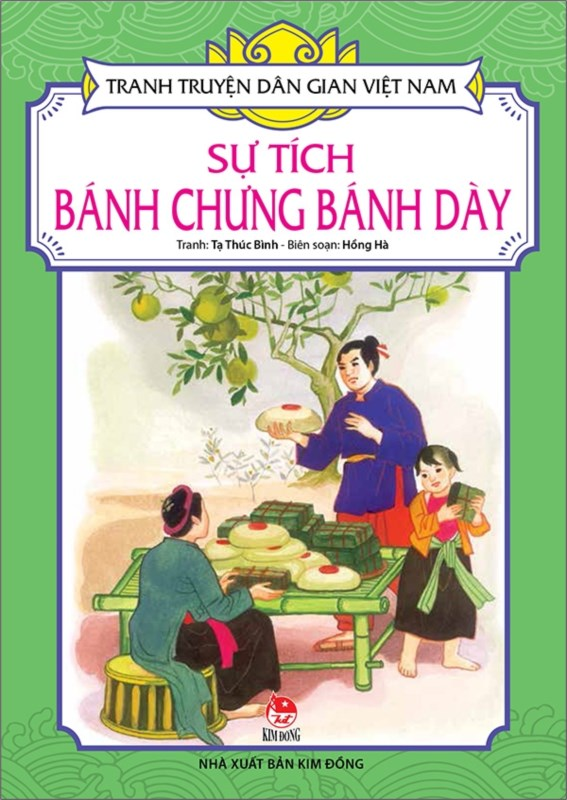 TRANH TRUYỆN DÂN GIAN VIỆT NAM
SỰ TÍCH
BÁNH CHƯNG BÁNH DÀY
Tranh: Tạ Thúc Bình - Biên soạn: Hồng Hà
KIM ĐỒNG
NHÀ XUẤT BẢN KIM ĐỒNG